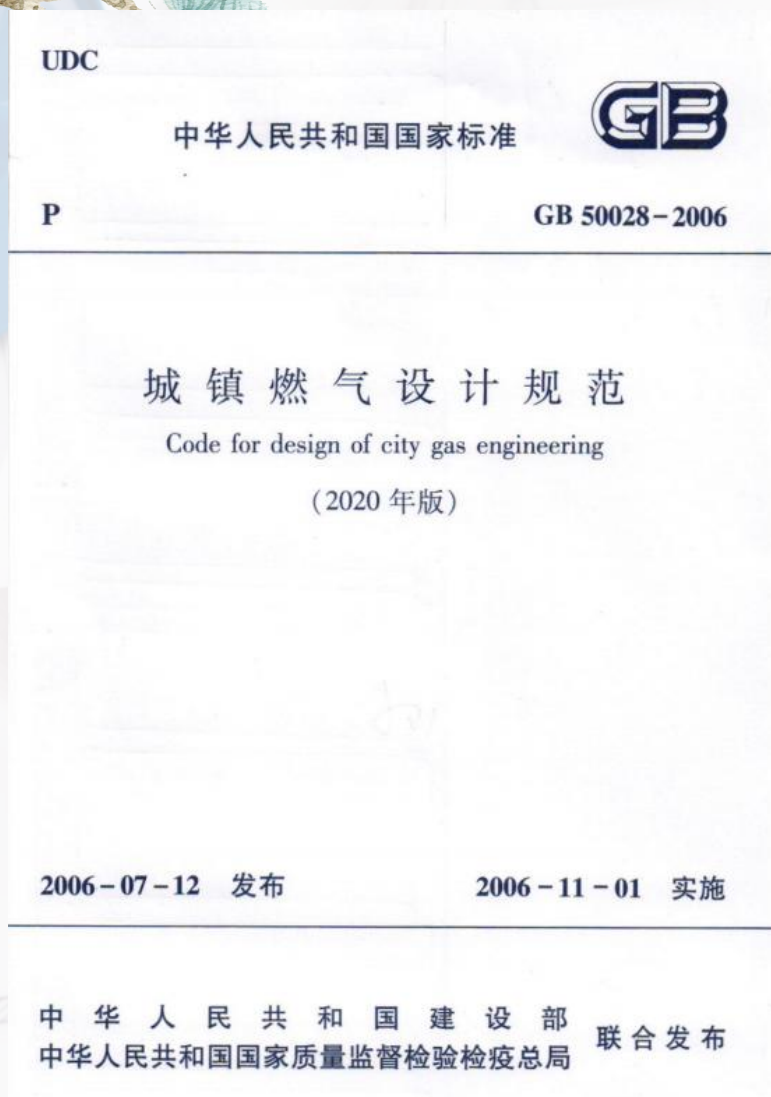 UDC
GB
中华人民共和国国家标准
P
GB 50028-2006
城镇燃气设计规范
Code for design of city gas engineering
(2020 年版)
2006-07-12 发布
2006-11-01 实施
中华人民共和国建设部
中华人民共和国国家质量监督检验检疫总局
联合发布